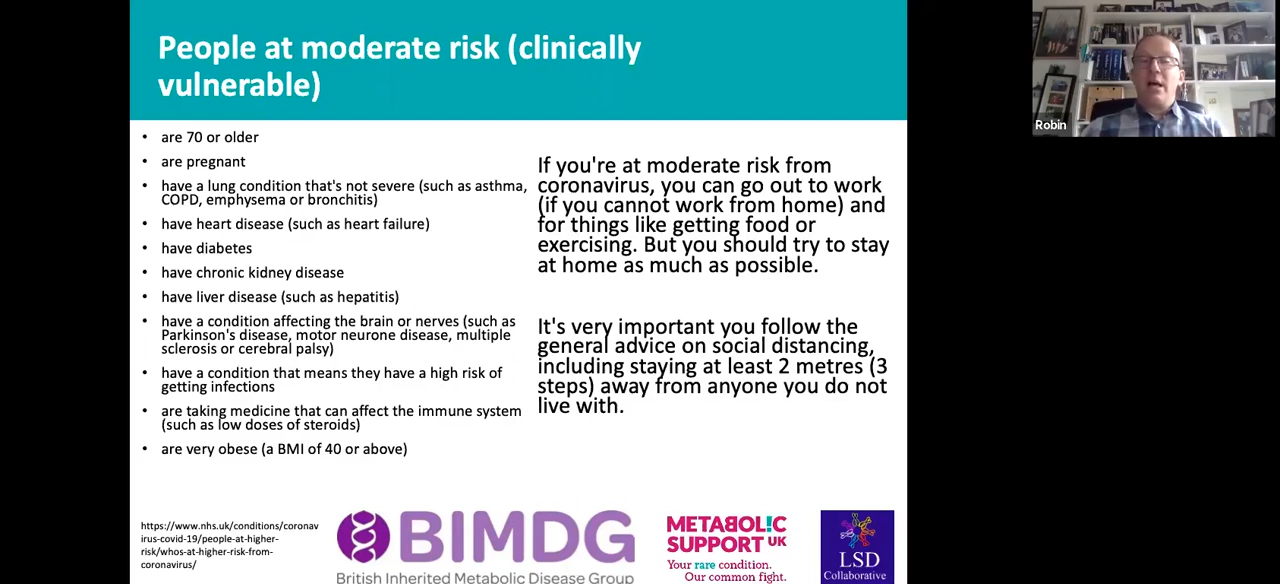 People at moderate risk (clinically
vulnerable)
• are 70 or older
• are pregnant
• have a lung condition that's not severe (such as asthma,
COPD, emphysema or bronchitis)
• have heart disease (such as heart failure)
• have diabetes
• have chronic kidney disease
• have liver disease (such as hepatitis)
• have a condition affecting the brain or nerves (such as
Parkinson's disease, motor neurone disease, multiple
sclerosis or cerebral palsy)
• have a condition that means they have a high risk of
getting infections
• are taking medicine that can affect the immune system
(such as low doses of steroids)
• are very obese (a BMI of 40 or above)
If you're at moderate risk from
coronavirus, you can go out to work
(if you cannot work from home) and
for things like getting food or
exercising. But you should try to stay
at home as much as possible.
It's very important you follow the
general advice on social distancing,
including staying at least 2 metres (3
steps) away from anyone you do not
live with.
https://www.nhs.uk/conditions/coronav
irus-covid-19/people-at-higher-
risk/whos-at-higher-risk-from-
coronavirus/
BIMDG
British Inherited Metabolic Disease Group
METABOL!C
SUPPORT UK
Your rare condition.
Our common fight.
LSD
Collaborative
Robin